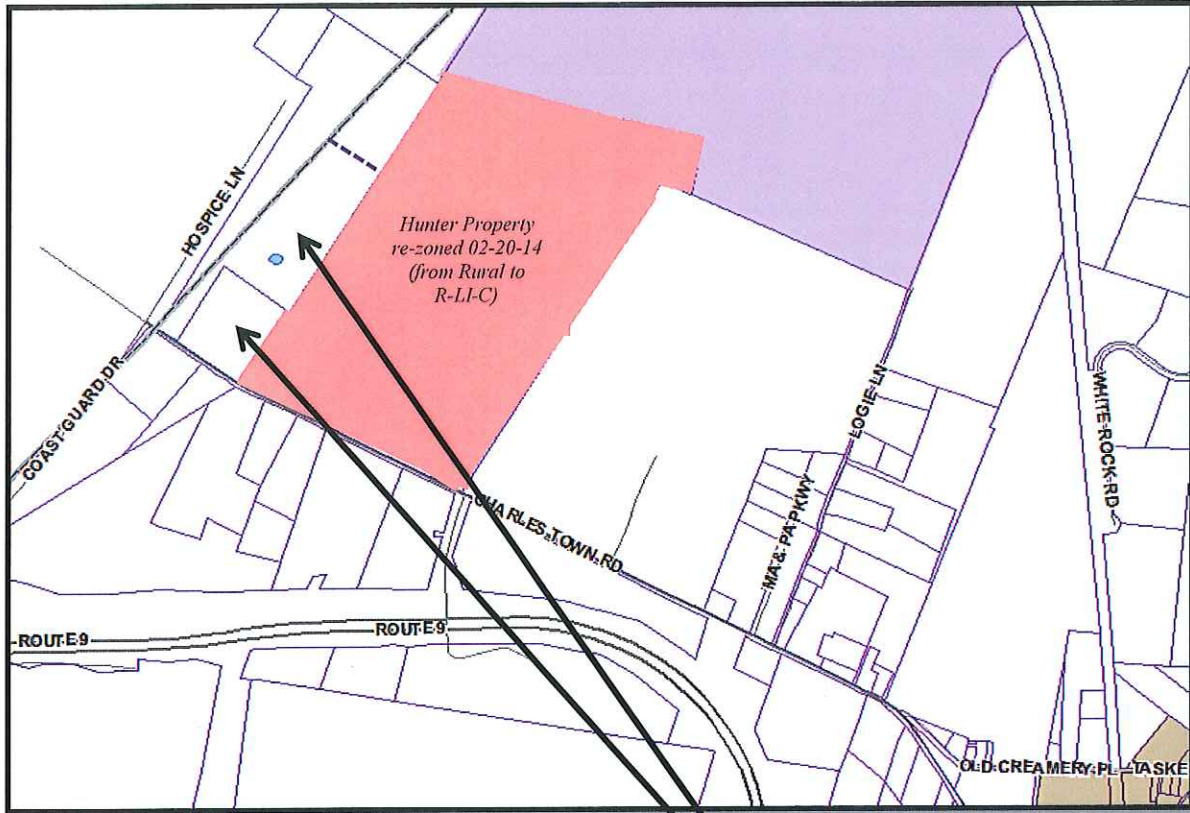 HOSPICE LN
Hunter Property
re-zoned 02-20-14
(from Rural to
R-LI-C)
COAST GUARD DR
LOGIE LN
WHITE ROCK RD
CHARLES TOWN RD
MA & PA PKWY
ROUTE 9
ROUTE 9
OLD CREAMERY PL
TASKE